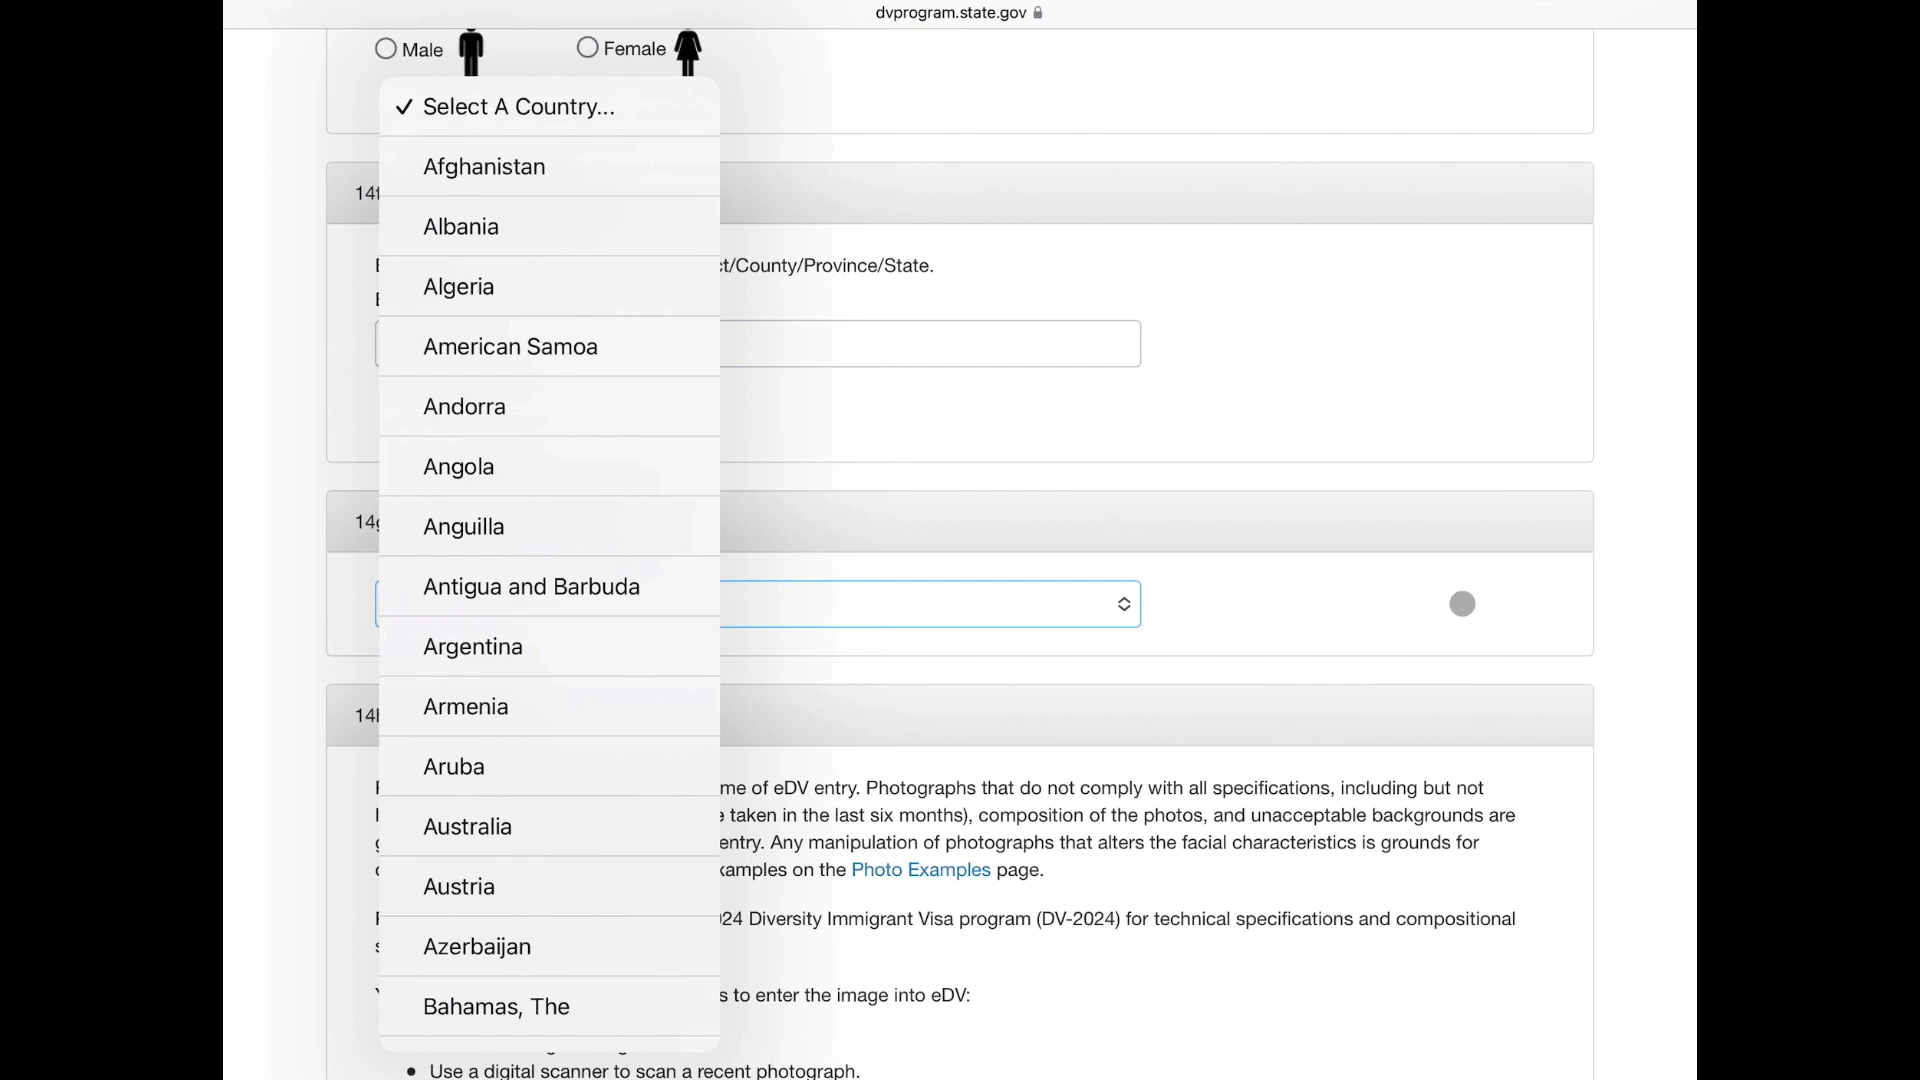 dvprogram.state.gov
Male
Female
Select A Country...
Afghanistan
14f
Albania
t/County/Province/State.
Algeria
American Samoa
Andorra
Angola
14g
Anguilla
Antigua and Barbuda
Argentina
Armenia
14h
Aruba
me of eDV entry. Photographs that do not comply with all specifications, including but not
taken in the last six months), composition of the photos, and unacceptable backgrounds are
Australia
entry. Any manipulation of photographs that alters the facial characteristics is grounds for
amples on the Photo Examples page.
Austria
24 Diversity Immigrant Visa program (DV-2024) for technical specifications and compositional
Azerbaijan
s to enter the image into eDV:
Bahamas, The
Use a digital scanner to scan a recent photograph.